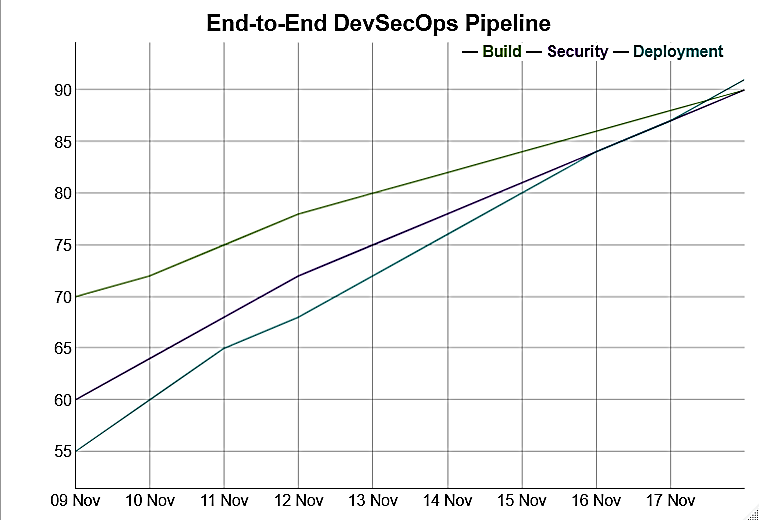 End-to-End DevSecOps Pipeline
— Build — Security — Deployment
90
85
80
75
70
65
60
55
09 Nov 10 Nov 11 Nov 12 Nov 13 Nov 14 Nov 15 Nov 16 Nov 17 Nov